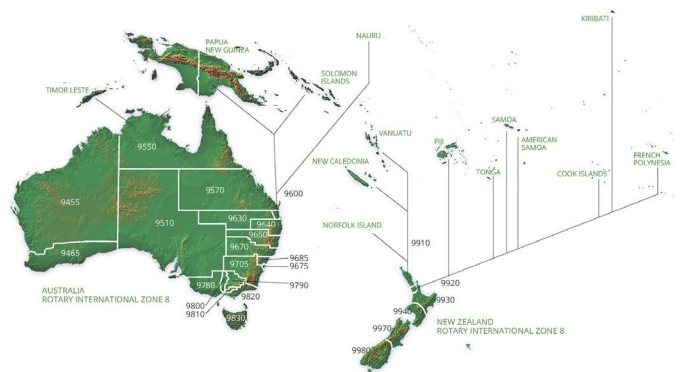 KIRIBATI
NAURU
PAPUA
NEW GUINEA
SOLOMON
ISLANDS
TIMOR LESTE
SAMOA
VANUATU
FIJI
AMERICAN
SAMOA
9550
NEW CALEDONIA
FRENCH
POLYNESIA
TONGA
COOK ISLANDS
9570
9600
9455
9630
9640
NORFOLK ISLAND
9510
9650
9910
9670
9465
9685
9705
9675
9780
9790
9920
AUSTRALIA
ROTARY INTERNATIONAL ZONE 8
9820
9930
9800
9810
9940
9830
NEW ZEALAND
ROTARY INTERNATIONAL ZONE 8
9970
9980